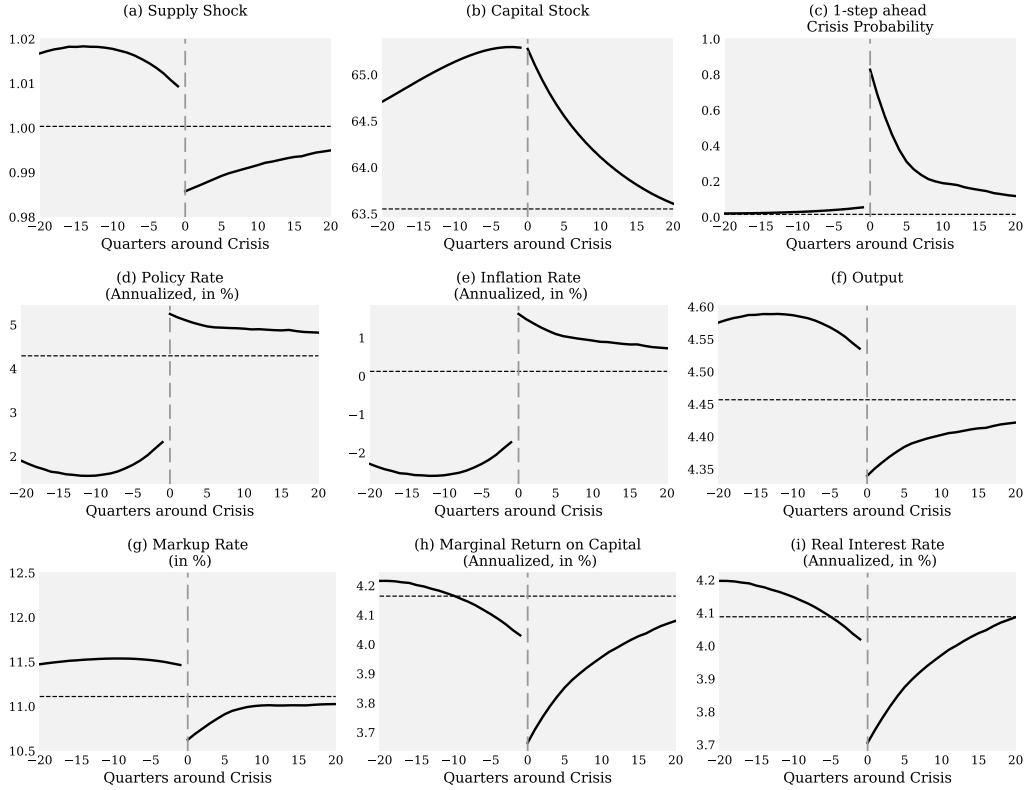 (a) Supply Shock
1.02
1.01
1.00
0.99
0.98
−20 −15 −10 −5 0 5 10 15 20
Quarters around Crisis
(b) Capital Stock
65.0
64.5
64.0
63.5
−20 −15 −10 −5 0 5 10 15 20
Quarters around Crisis
(c) 1-step ahead
Crisis Probability
1.0
0.8
0.6
0.4
0.2
0.0
−20 −15 −10 −5 0 5 10 15 20
Quarters around Crisis
(d) Policy Rate
(Annualized, in %)
5
4
3
2
−20 −15 −10 −5 0 5 10 15 20
Quarters around Crisis
(e) Inflation Rate
(Annualized, in %)
1
0
−1
−2
−20 −15 −10 −5 0 5 10 15 20
Quarters around Crisis
(f) Output
4.60
4.55
4.50
4.45
4.40
4.35
−20 −15 −10 −5 0 5 10 15 20
Quarters around Crisis
(g) Markup Rate
(in %)
12.5
12.0
11.5
11.0
10.5
−20 −15 −10 −5 0 5 10 15 20
Quarters around Crisis
(h) Marginal Return on Capital
(Annualized, in %)
4.2
4.1
4.0
3.9
3.8
3.7
−20 −15 −10 −5 0 5 10 15 20
Quarters around Crisis
(i) Real Interest Rate
(Annualized, in %)
4.2
4.1
4.0
3.9
3.8
3.7
−20 −15 −10 −5 0 5 10 15 20
Quarters around Crisis